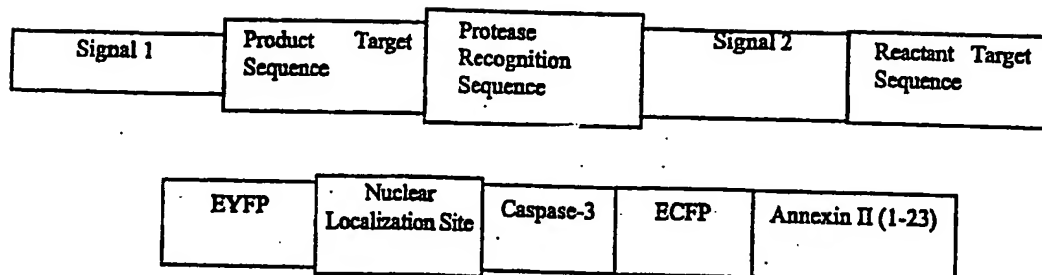 Signal 1
Product Target
Sequence
Protease
Recognition
Sequence
Signal 2
Reactant Target
Sequence
EYFP
Nuclear
Localization Site
Caspase-3
ECFP
Annexin II (1-23)